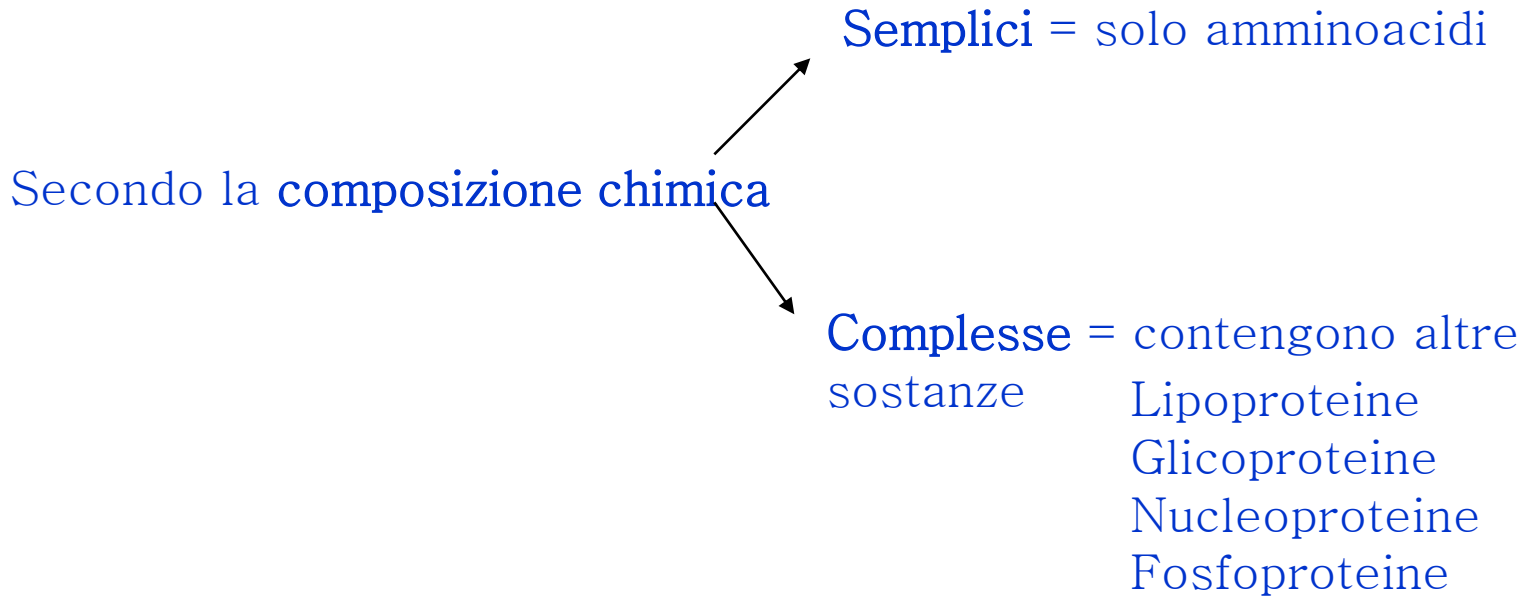 Semplici = solo amminoacidi
Secondo la composizione chimica
Complesse = contengono altre
sostanze
Lipoproteine
Glicoproteine
Nucleoproteine
Fosfoproteine